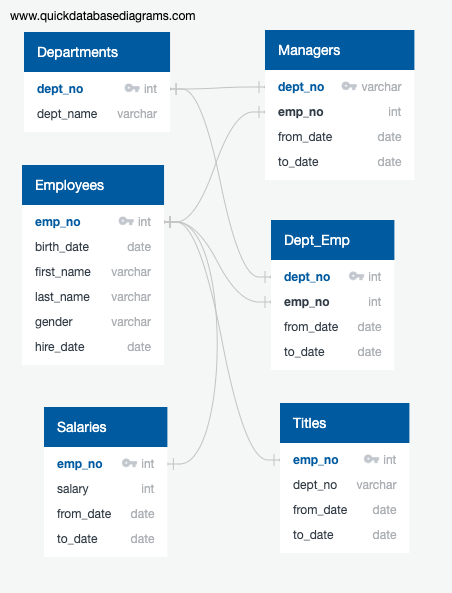 www.quickdatabasediagrams.com
Departments
dept_no int
dept_name varchar
Managers
dept_no varchar
emp_no int
from_date date
to_date date
Employees
emp_no int
birth_date date
first_name varchar
last_name varchar
gender varchar
hire_date date
Dept_Emp
dept_no int
emp_no int
from_date date
to_date date
Salaries
emp_no int
salary int
from_date date
to_date date
Titles
emp_no int
dept_no varchar
from_date date
to_date date